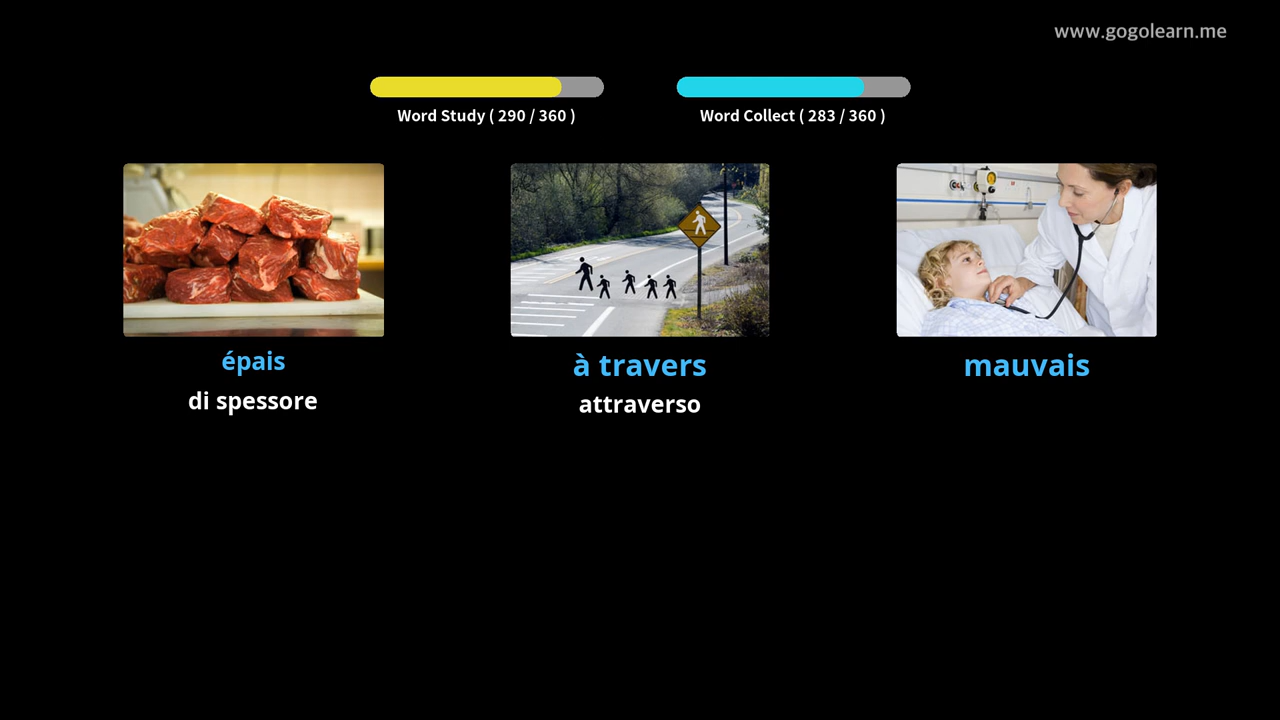 www.gogolearn.me
Word Study ( 290 / 360 )
Word Collect ( 283 / 360 )
épais
à travers
mauvais
di spessore
attraverso